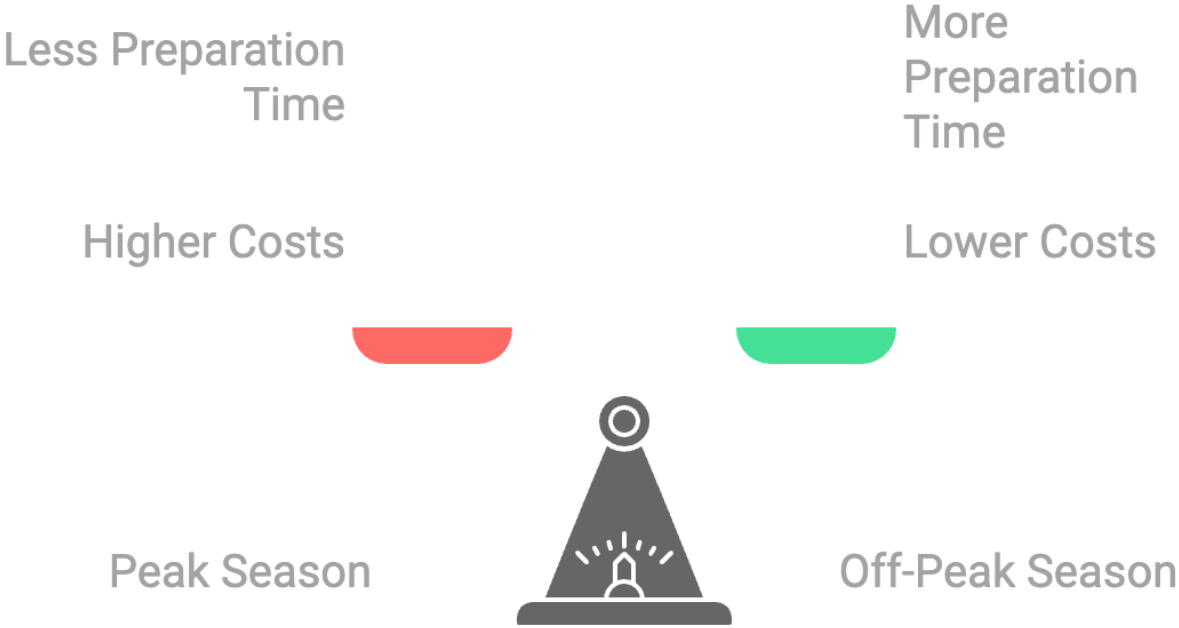 Less Preparation
Time
Higher Costs
Peak Season
More
Preparation
Time
Lower Costs
Off-Peak Season